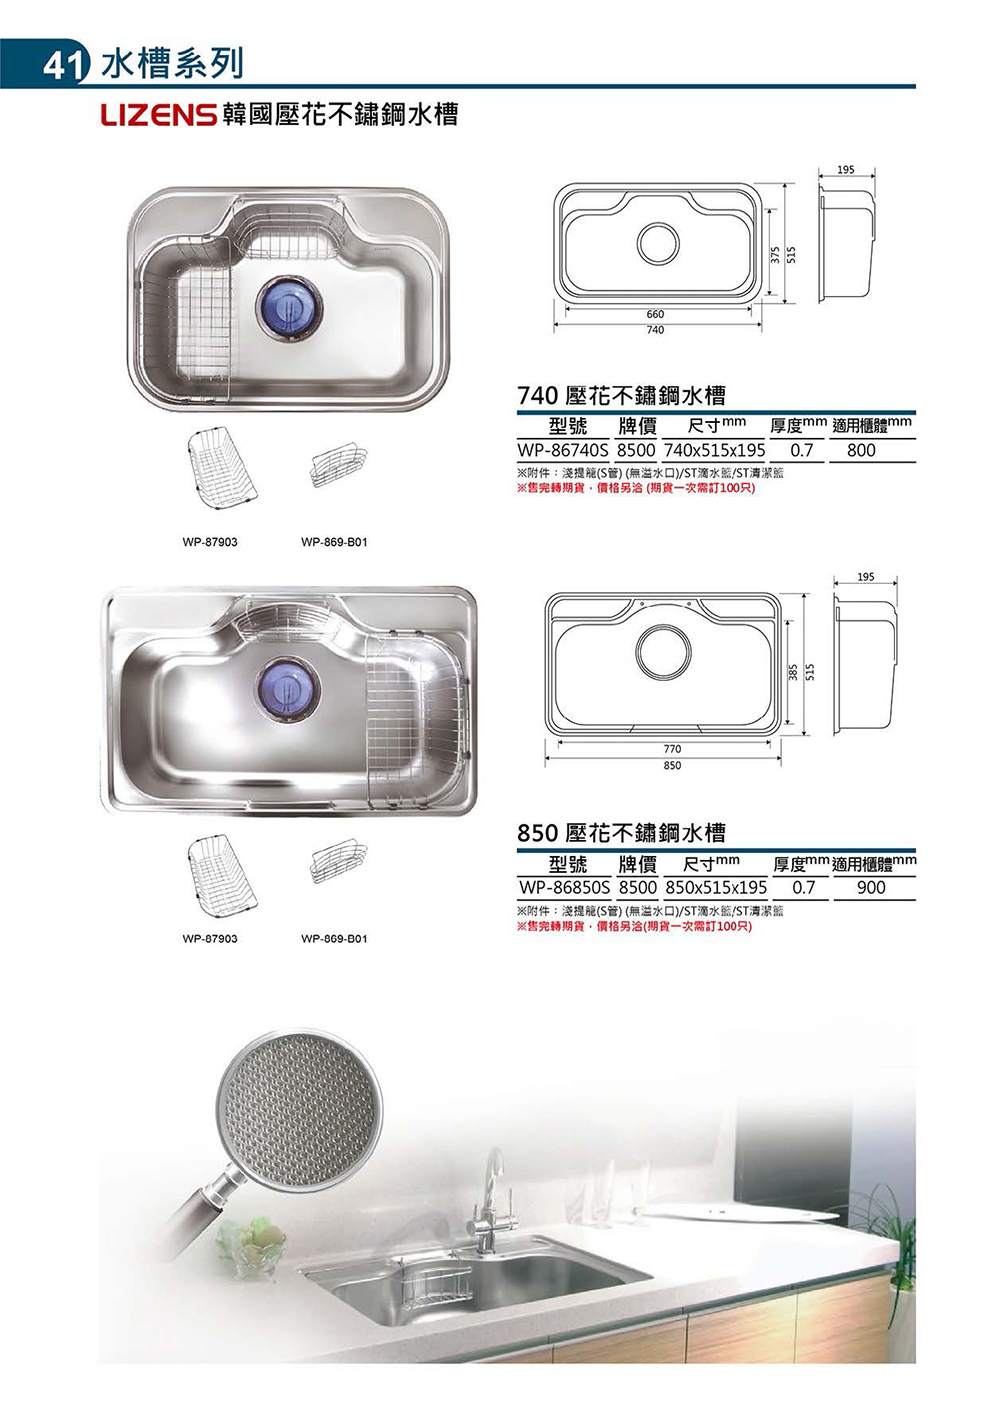 41 水槽系列
LIZENS 韓國壓花不鏽鋼水槽
195
375
515
660
740
740 壓花不鏽鋼水槽
型號 牌價 尺寸mm 厚度mm 適用櫃體mm
WP-86740S 8500 740x515x195 0.7 800
※附件：淺提籠(S管) (無溢水口)/ST滴水籃/ST清潔籃
※售完轉期貨，價格另洽 (期貨一次需訂100只)
WP-87903 WP-869-B01
195
385
515
770
850
850 壓花不鏽鋼水槽
型號 牌價 尺寸mm 厚度mm 適用櫃體mm
WP-86850S 8500 850x515x195 0.7 900
※附件：淺提籠(S管) (無溢水口)/ST滴水籃/ST清潔籃
※售完轉期貨，價格另洽(期貨一次需訂100只)
WP-87903 WP-869-B01